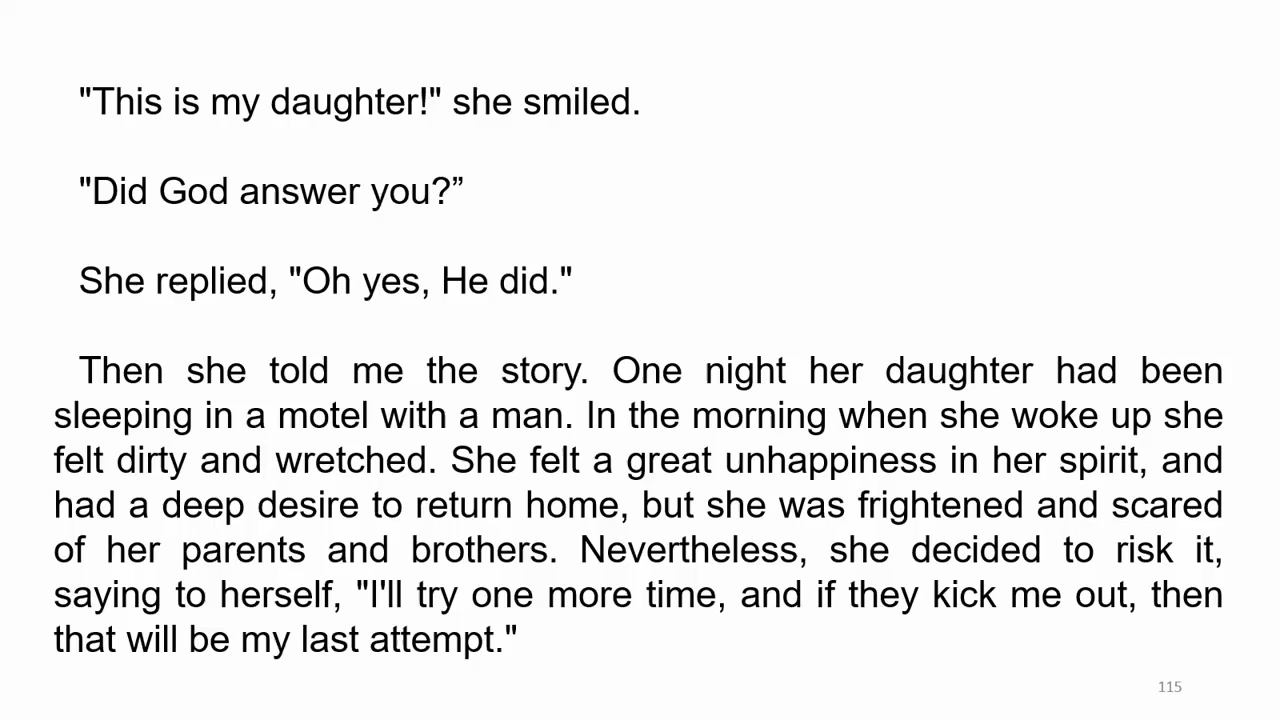 "This is my daughter!" she smiled.
"Did God answer you?”
She replied, "Oh yes, He did."
Then she told me the story. One night her daughter had been
sleeping in a motel with a man. In the morning when she woke up she
felt dirty and wretched. She felt a great unhappiness in her spirit, and
had a deep desire to return home, but she was frightened and scared
of her parents and brothers. Nevertheless, she decided to risk it,
saying to herself, "I'll try one more time, and if they kick me out, then
that will be my last attempt."
115